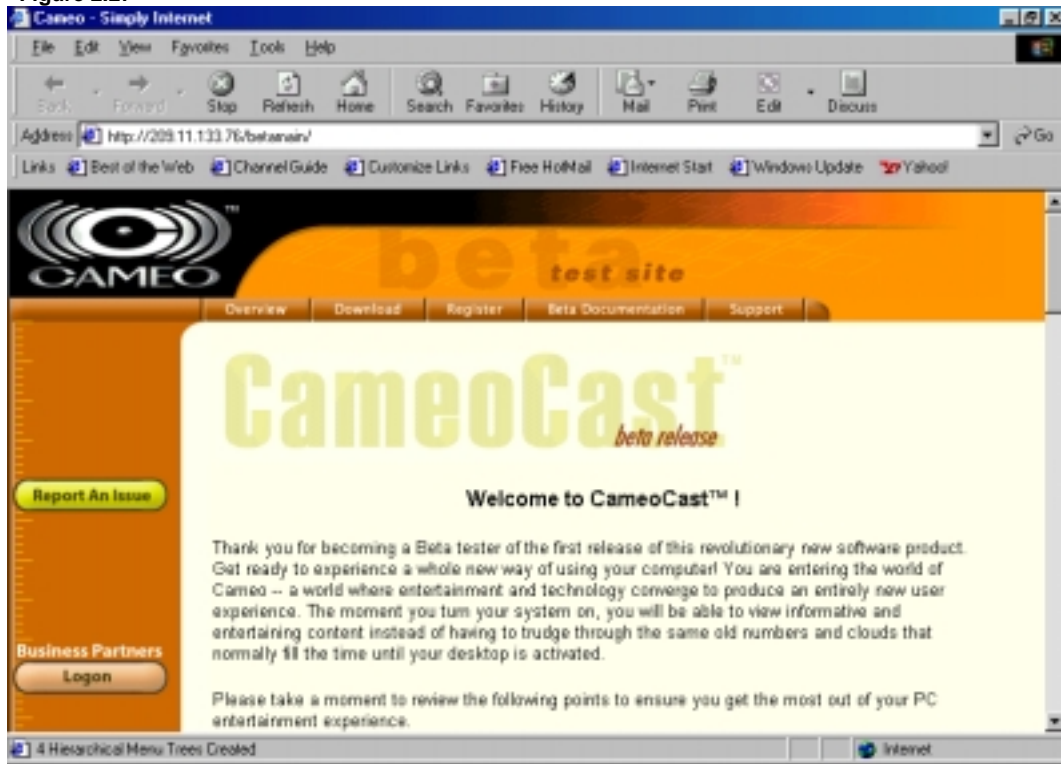 Cameo - Simply Internet
File Edit View Favorites Tools Help
Back Forward Stop Refresh Home Search Favorites History Mail Print Edit Discuss
Address http://209.11.133.76/betamain/ Go
Links Best of the Web Channel Guide Customize Links Free HotMail Internet Start Windows Update Yahoo!
CAMEO TM
beta test site
Overview Download Register Beta Documentation Support
CameoCast™
beta release
Report An Issue
Welcome to CameoCast™ !
Thank you for becoming a Beta tester of the first release of this revolutionary new software product.
Get ready to experience a whole new way of using your computer! You are entering the world of
Cameo -- a world where entertainment and technology converge to produce an entirely new user
experience. The moment you turn your system on, you will be able to view informative and
entertaining content instead of having to trudge through the same old numbers and clouds that
normally fill the time until your desktop is activated.
Business Partners
Logon
Please take a moment to review the following points to ensure you get the most out of your PC
entertainment experience.
4 Hierarchical Menu Trees Created Internet